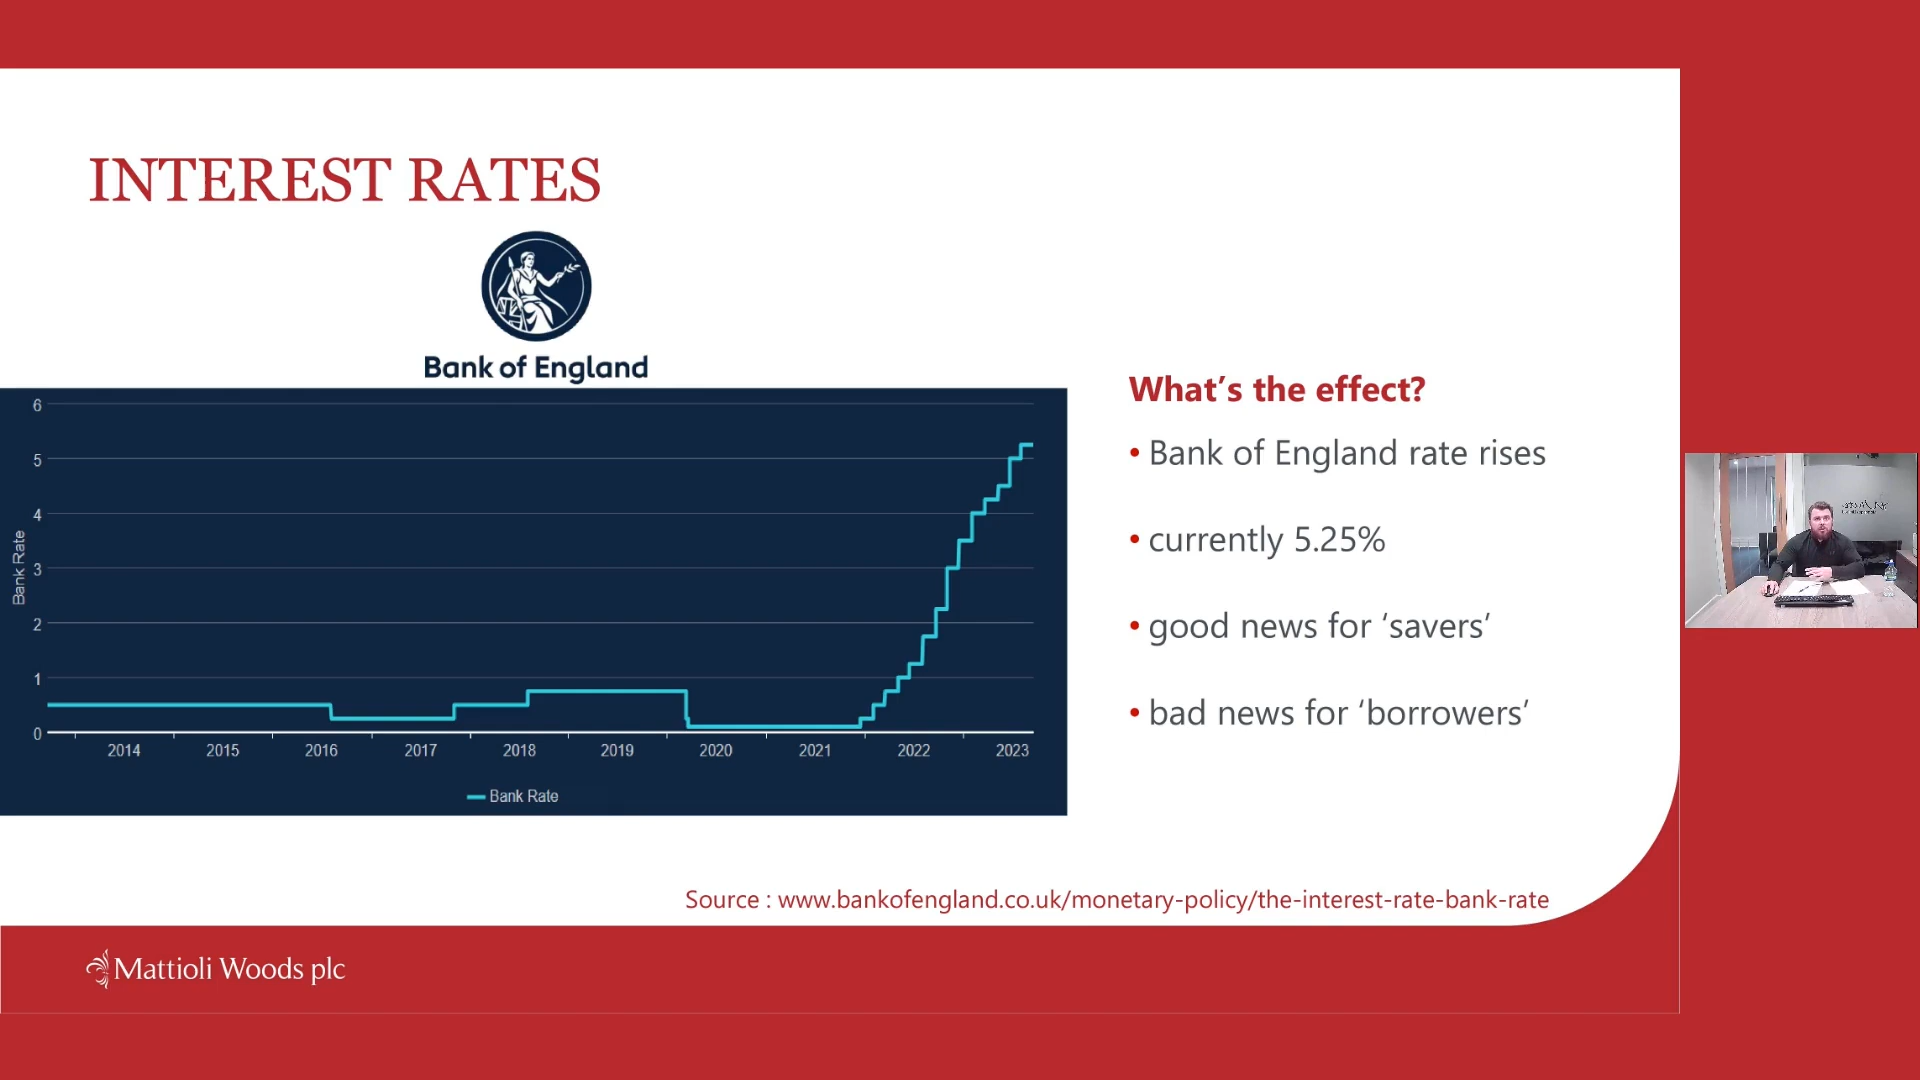 INTEREST RATES
Bank of England
6
5
4
3
2
1
0
Bank Rate
2014 2015 2016 2017 2018 2019 2020 2021 2022 2023
Bank Rate
What’s the effect?
• Bank of England rate rises
• currently 5.25%
• good news for ‘savers’
• bad news for ‘borrowers’
Source : www.bankofengland.co.uk/monetary-policy/the-interest-rate-bank-rate
Mattioli Woods plc